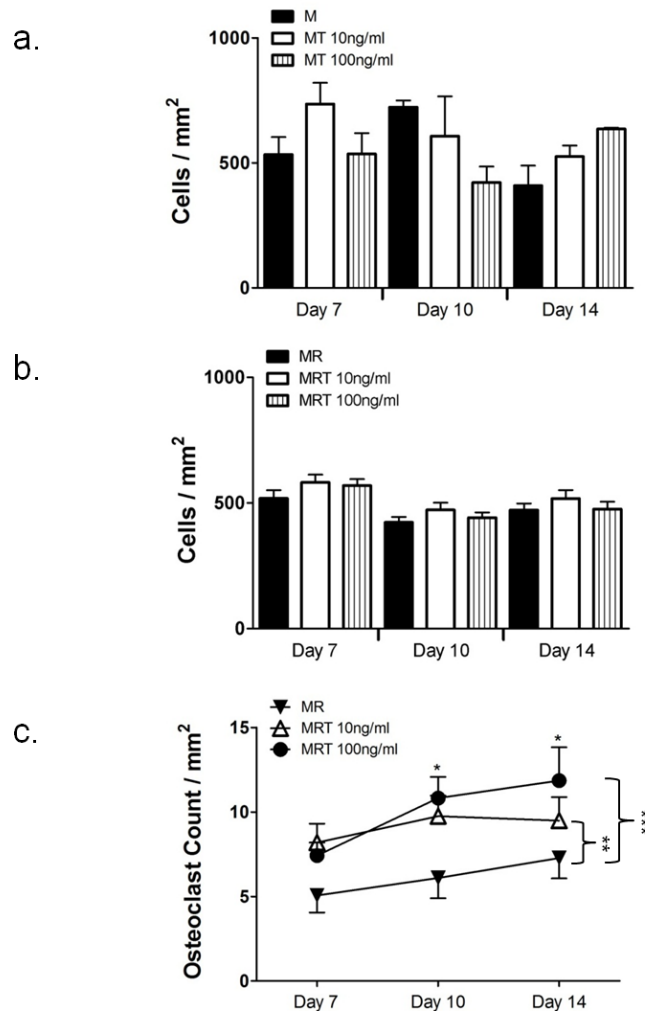 a.
M
MT 10ng/ml
MT 100ng/ml
1000
500
0
Cells / mm²
Day 7 Day 10 Day 14
b.
MR
MRT 10ng/ml
MRT 100ng/ml
1000
500
0
Cells / mm²
Day 7 Day 10 Day 14
c.
MR
MRT 10ng/ml
MRT 100ng/ml
15
10
5
0
Osteoclast Count / mm²
* *
**
***
Day 7 Day 10 Day 14